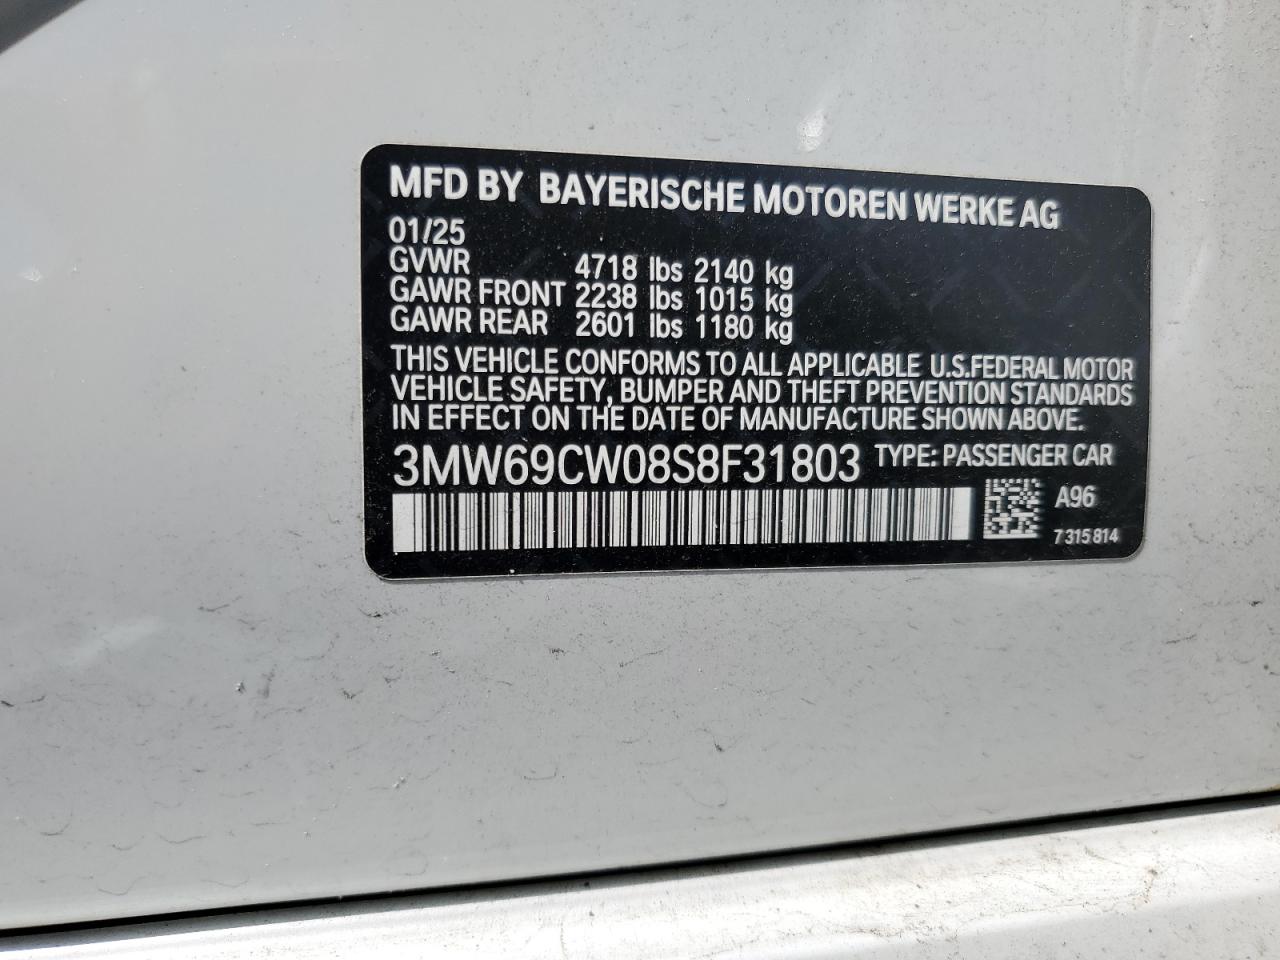 MFD BY BAYERISCHE MOTOREN WERKE AG
01/25
GVWR 4718 lbs 2140 kg
GAWR FRONT 2238 lbs 1015 kg
GAWR REAR 2601 lbs 1180 kg
THIS VEHICLE CONFORMS TO ALL APPLICABLE U.S.FEDERAL MOTOR
VEHICLE SAFETY, BUMPER AND THEFT PREVENTION STANDARDS
IN EFFECT ON THE DATE OF MANUFACTURE SHOWN ABOVE.
3MW69CW08S8F31803 TYPE: PASSENGER CAR
A96
7 315 814